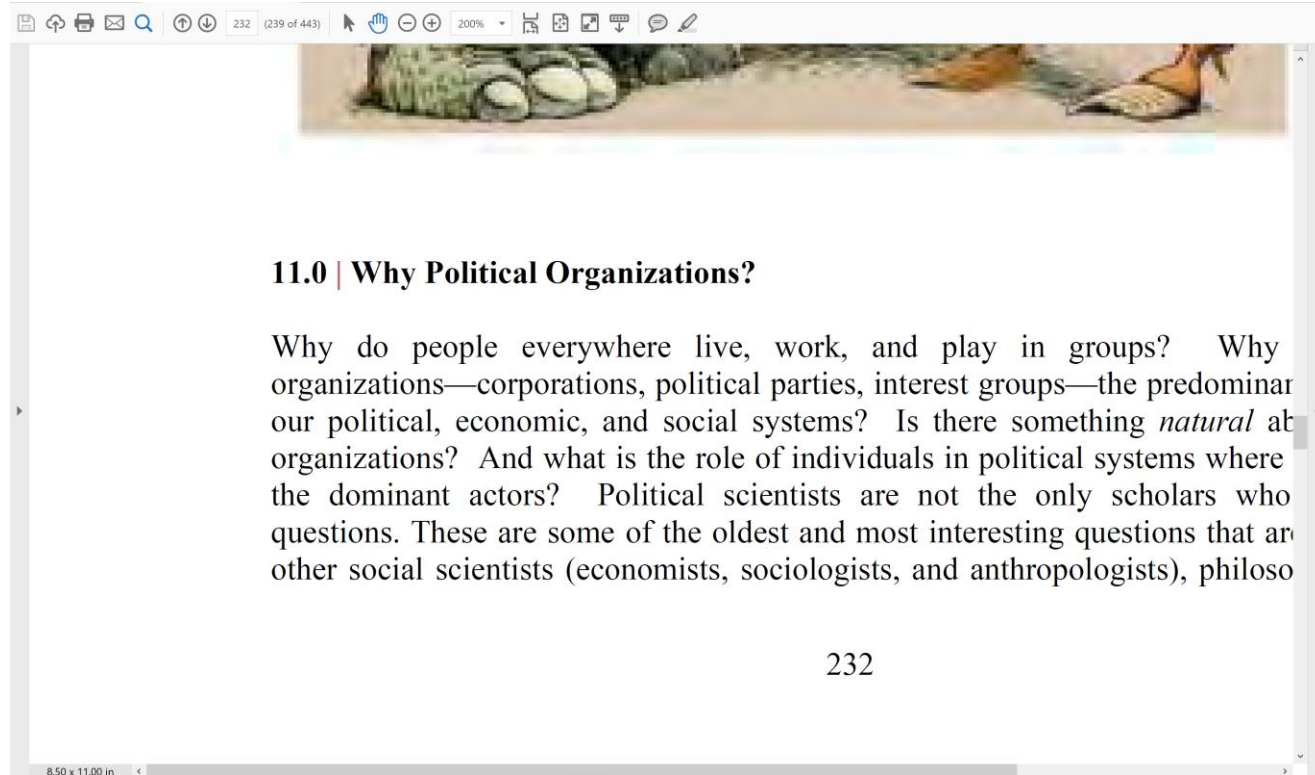 232 (239 of 443) 200%
11.0 | Why Political Organizations?
Why do people everywhere live, work, and play in groups? Why
organizations—corporations, political parties, interest groups—the predominan
our political, economic, and social systems? Is there something natural ab
organizations? And what is the role of individuals in political systems where
the dominant actors? Political scientists are not the only scholars who
questions. These are some of the oldest and most interesting questions that are
other social scientists (economists, sociologists, and anthropologists), philoso
232
8.50 x 11.00 in